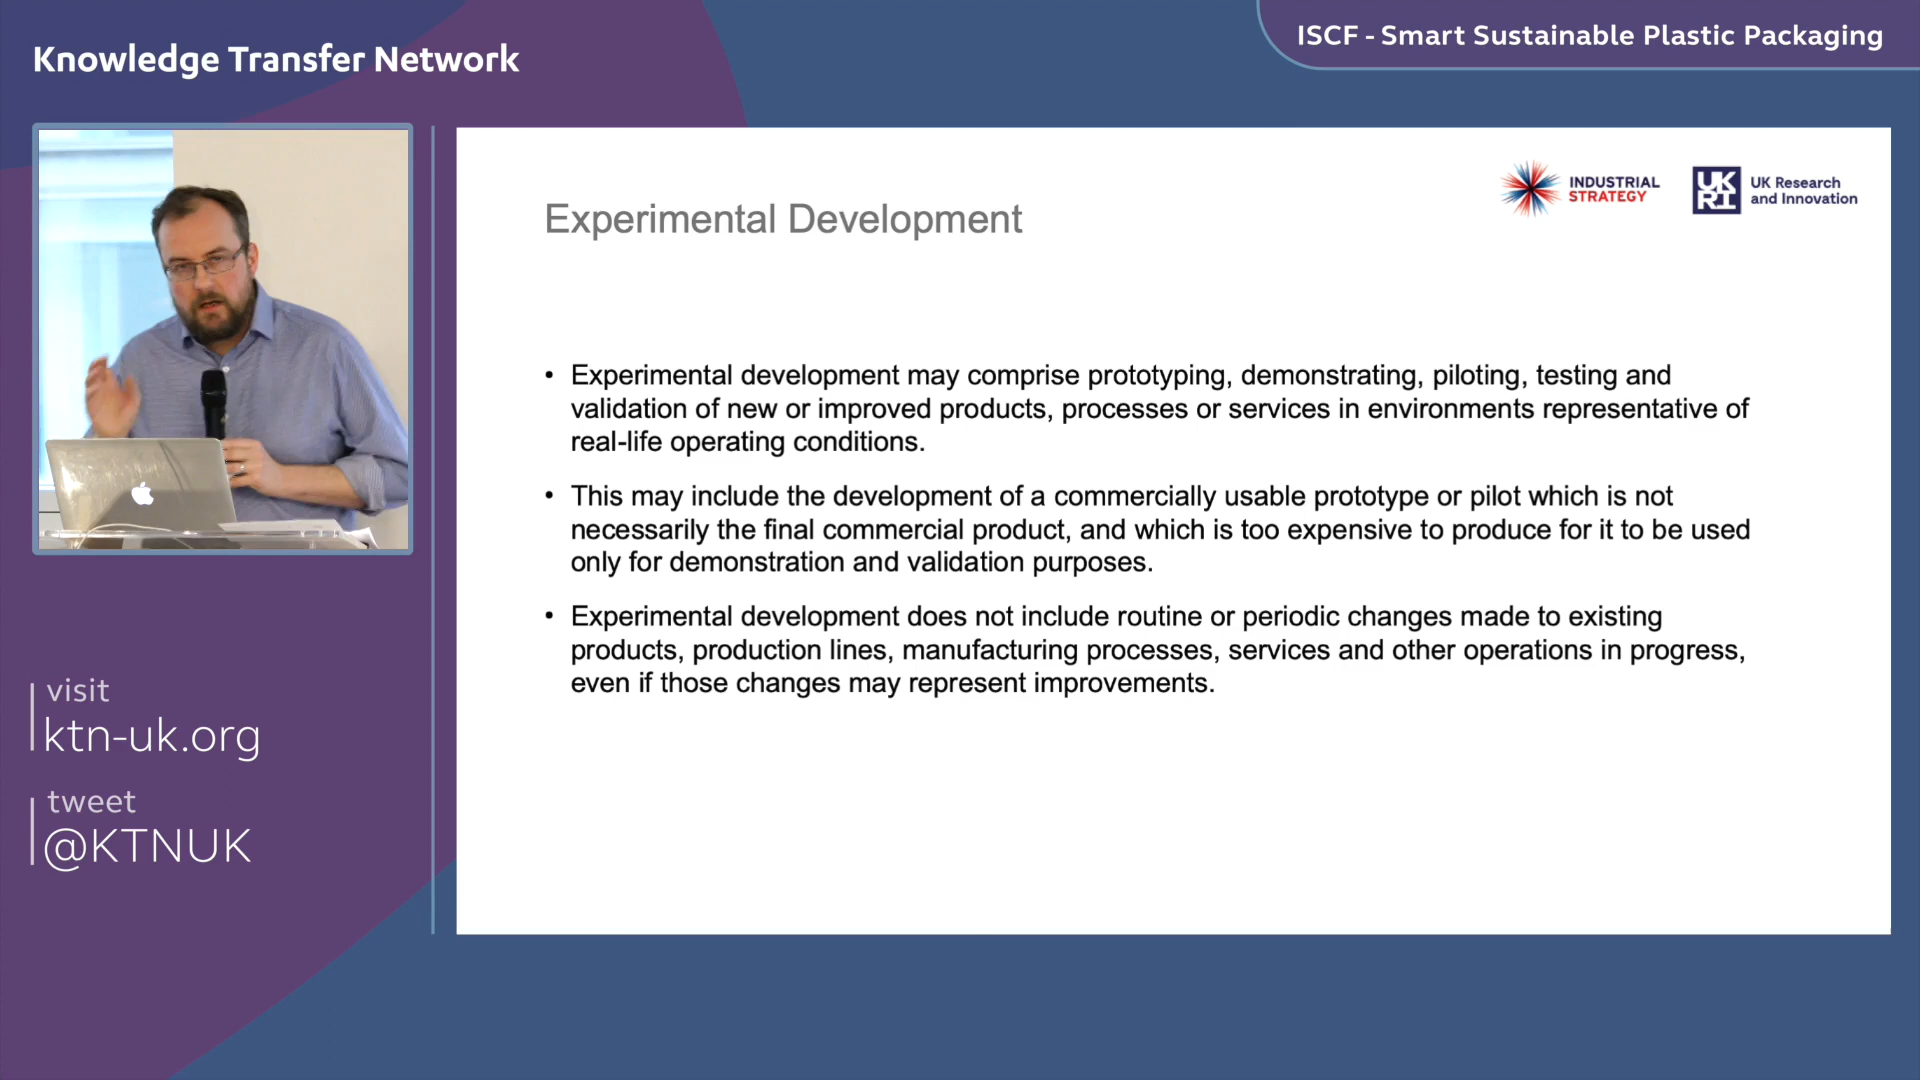 Knowledge Transfer Network
ISCF - Smart Sustainable Plastic Packaging
INDUSTRIAL
STRATEGY
UK
RI
UK Research
and Innovation
Experimental Development
• Experimental development may comprise prototyping, demonstrating, piloting, testing and
validation of new or improved products, processes or services in environments representative of
real-life operating conditions.
• This may include the development of a commercially usable prototype or pilot which is not
necessarily the final commercial product, and which is too expensive to produce for it to be used
only for demonstration and validation purposes.
• Experimental development does not include routine or periodic changes made to existing
products, production lines, manufacturing processes, services and other operations in progress,
even if those changes may represent improvements.
visit
ktn-uk.org
tweet
@KTNUK